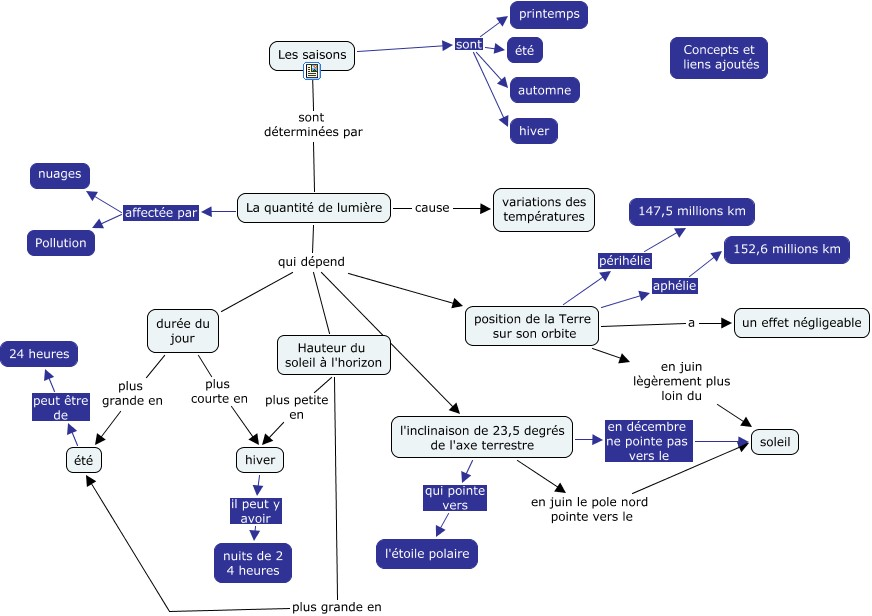 printemps
Les saisons
sont
été
Concepts et
liens ajoutés
automne
sont
déterminées par
hiver
nuages
affectée par
Pollution
La quantité de lumière
cause
variations des
températures
147,5 millions km
152,6 millions km
périhélie
aphélie
qui dépend
durée du
jour
Hauteur du
soleil à l'horizon
position de la Terre
sur son orbite
a
un effet négligeable
24 heures
peut être
de
plus
grande en
plus
courte en
plus petite
en
en juin
lègèrement plus
loin du
été
hiver
l'inclinaison de 23,5 degrés
de l'axe terrestre
en décembre
ne pointe pas
vers le
soleil
il peut y
avoir
qui pointe
vers
en juin le pole nord
pointe vers le
nuits de 2
4 heures
l'étoile polaire
plus grande en